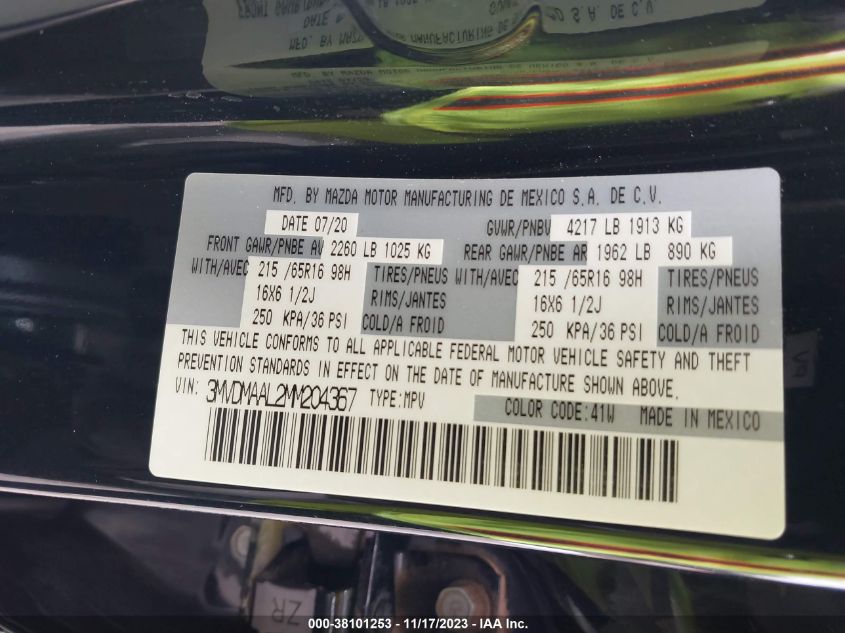 MFD. BY MAZDA MOTOR MANUFACTURING DE MEXICO S.A. DE C.V.
DATE 07/20 GVWR/PNBV 4217 LB 1913 KG
FRONT GAWR/PNBE AV 2260 LB 1025 KG REAR GAWR/PNBE AR 1962 LB 890 KG
WITH/AVEC 215 /65R16 98H TIRES/PNEUS WITH/AVEC 215 /65R16 98H TIRES/PNEUS
16X6 1/2J RIMS/JANTES 16X6 1/2J RIMS/JANTES
250 KPA/36 PSI COLD/A FROID 250 KPA/36 PSI COLD/A FROID
THIS VEHICLE CONFORMS TO ALL APPLICABLE FEDERAL MOTOR VEHICLE SAFETY AND THEFT
PREVENTION STANDARDS IN EFFECT ON THE DATE OF MANUFACTURE SHOWN ABOVE.
VIN: 3MVDMAAL2MM204367 TYPE:MPV
COLOR CODE:41W MADE IN MEXICO
ZR
000-38101253 - 11/17/2023 - IAA Inc.